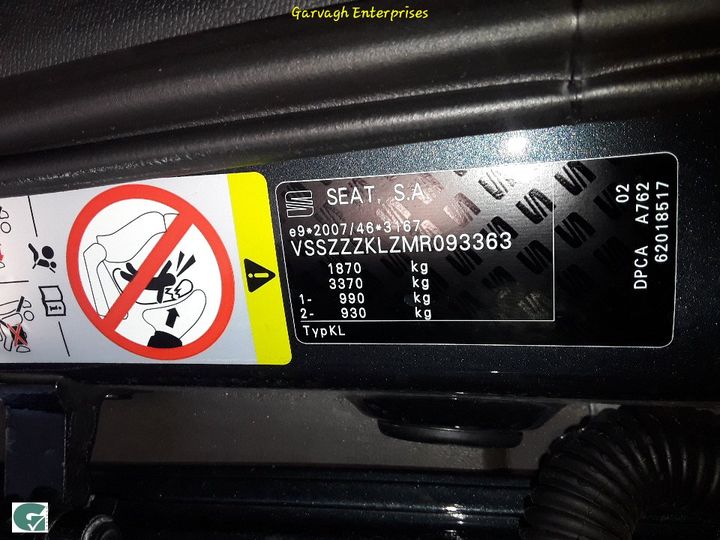 Garvagh Enterprises
SEAT, S.A
e9*2007/46*3167
VSSZZZKLZMR093363
1870 kg
3370 kg
1- 990 kg
2- 930 kg
TypKL
02
DPCA A762
62018517